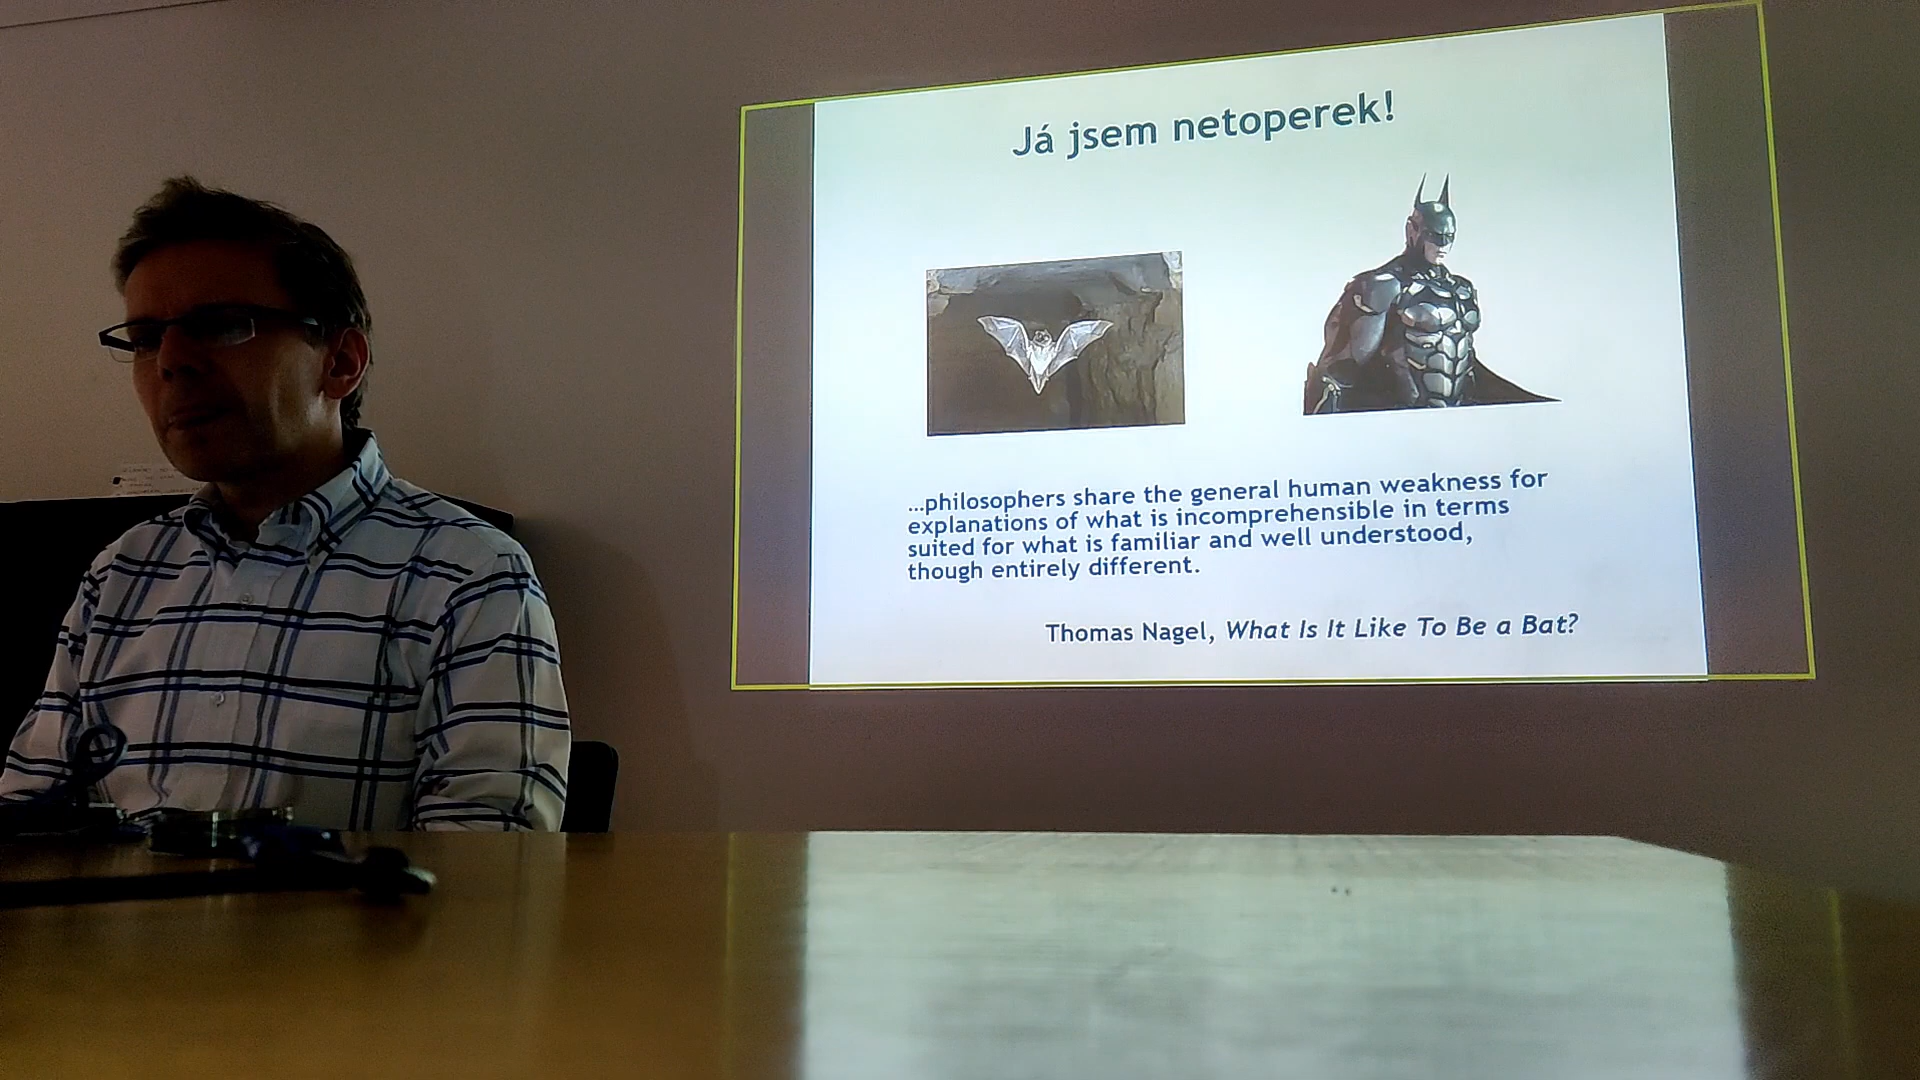 Já jsem netoperek!
...philosophers share the general human weakness for
explanations of what is incomprehensible in terms
suited for what is familiar and well understood,
though entirely different.
Thomas Nagel, What Is It Like To Be a Bat?